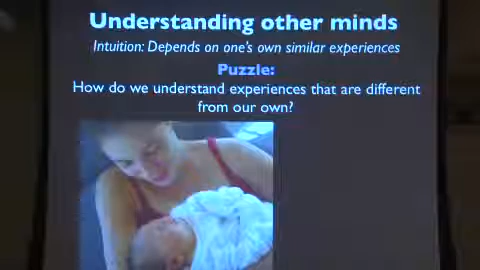 Understanding other minds
Intuition: Depends on one's own similar experiences
Puzzle:
How do we understand experiences that are different
from our own?